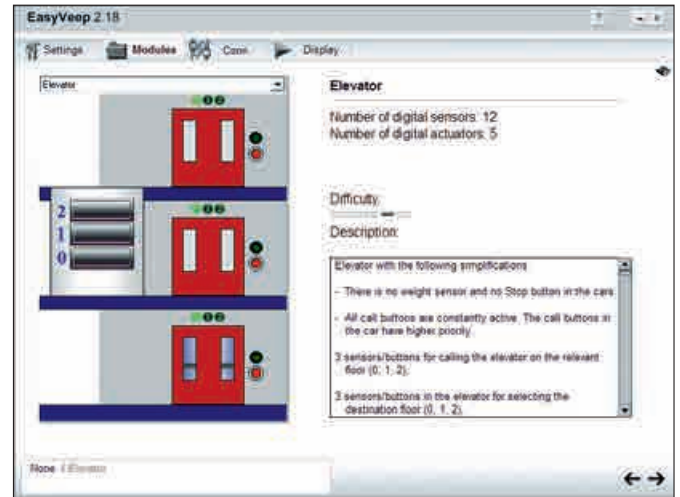 EasyVeep 2.18
Settings Modules Conn. Display
Elevator
Elevator
Number of digital sensors: 12
Number of digital actuators: 5
2
1
0
Difficulty:
Description:
Elevator with the following simplifications
- There is no weight sensor and no Stop button in the cars
- All call buttons are constantly active. The call buttons in
the car have higher priority.
3 sensors/buttons for calling the elevator on the relevant
floor (0, 1, 2),
3 sensors/buttons in the elevator for selecting the
destination floor (0, 1, 2),
None / Elevator